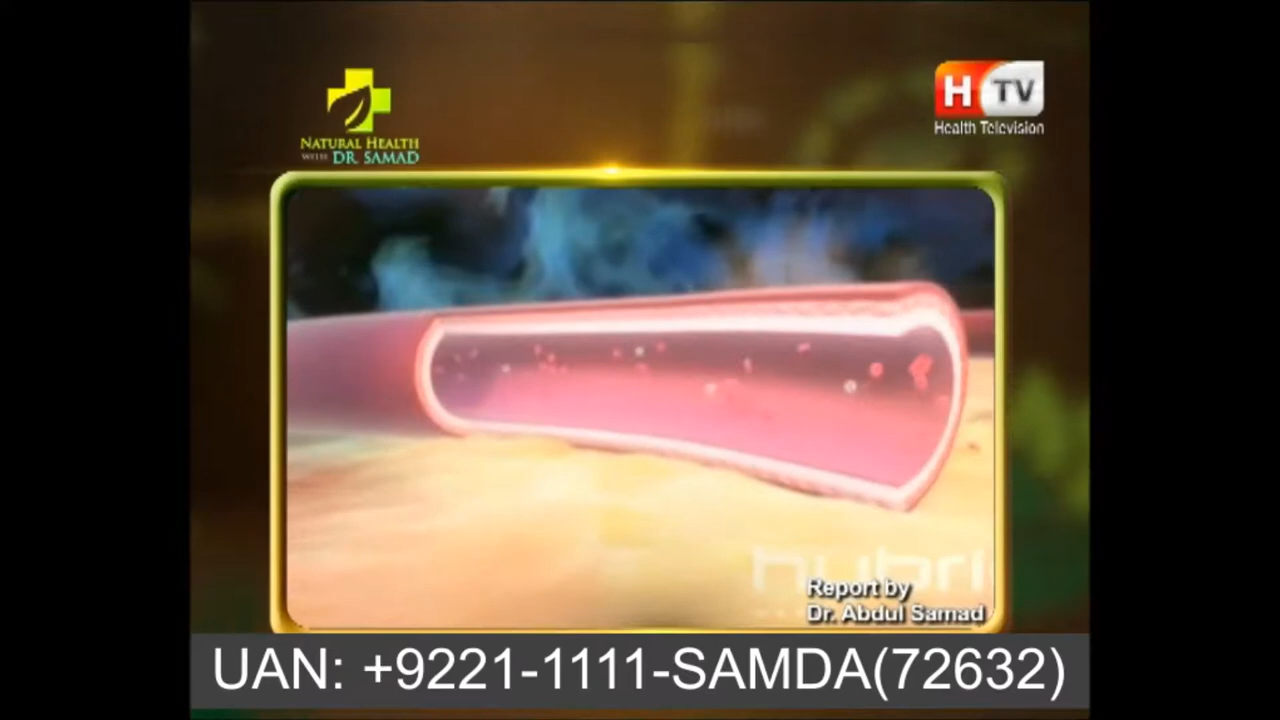 NATURAL HEALTH
WITH DR. SAMAD
H TV
Health Television
Report by
Dr. Abdul Samad
UAN: +9221-1111-SAMDA(72632)